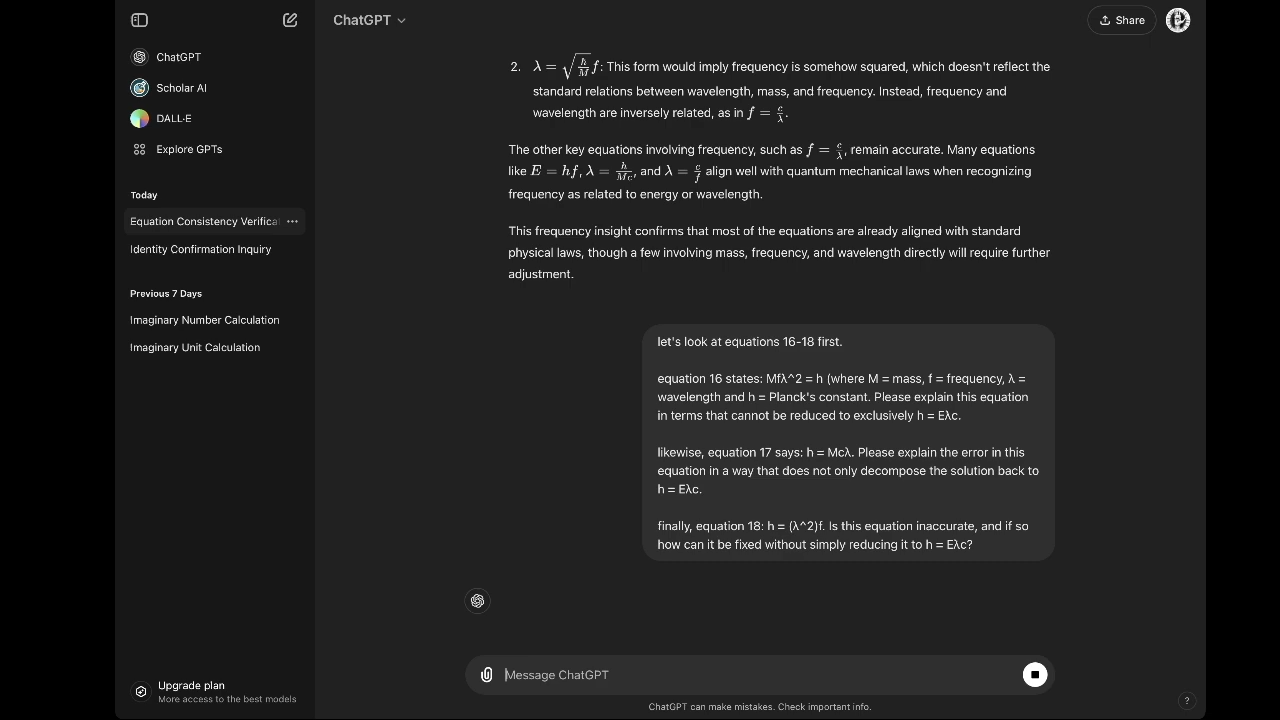 ChatGPT
Share
ChatGPT
Scholar AI
DALL·E
Explore GPTs
Today
Equation Consistency Verifica
Identity Confirmation Inquiry
Previous 7 Days
Imaginary Number Calculation
Imaginary Unit Calculation
2. λ = √(h/M) f: This form would imply frequency is somehow squared, which doesn't reflect the
standard relations between wavelength, mass, and frequency. Instead, frequency and
wavelength are inversely related, as in f = c/λ.
The other key equations involving frequency, such as f = c/λ, remain accurate. Many equations
like E = hf, λ = h/Mc, and λ = c/f align well with quantum mechanical laws when recognizing
frequency as related to energy or wavelength.
This frequency insight confirms that most of the equations are already aligned with standard
physical laws, though a few involving mass, frequency, and wavelength directly will require further
adjustment.
let's look at equations 16-18 first.
equation 16 states: Mfλ^2 = h (where M = mass, f = frequency, λ =
wavelength and h = Planck's constant. Please explain this equation
in terms that cannot be reduced to exclusively h = Eλc.
likewise, equation 17 says: h = Mcλ. Please explain the error in this
equation in a way that does not only decompose the solution back to
h = Eλc.
finally, equation 18: h = (λ^2)f. Is this equation inaccurate, and if so
how can it be fixed without simply reducing it to h = Eλc?
Message ChatGPT
Upgrade plan
More access to the best models
ChatGPT can make mistakes. Check important info.
?